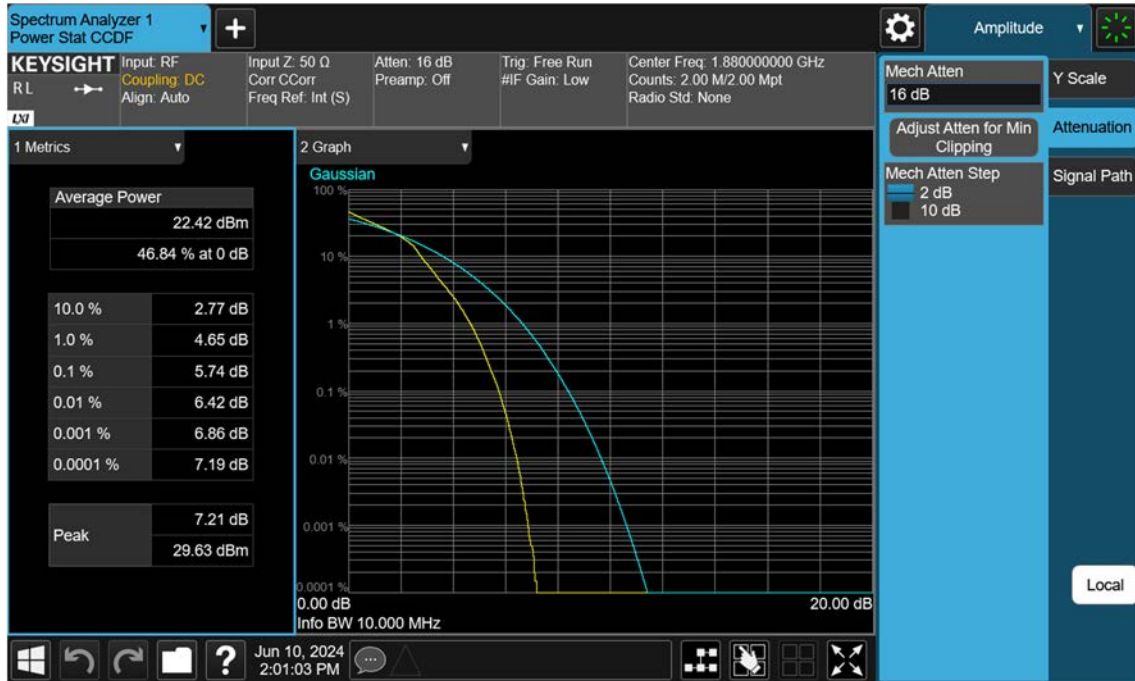 Spectrum Analyzer 1
Power Stat CCDF
Amplitude
KEYSIGHT
RL
LXI
Input: RF
Coupling: DC
Align: Auto
Input Z: 50 Ω
Corr CCorr
Freq Ref: Int (S)
Atten: 16 dB
Preamp: Off
Trig: Free Run
#IF Gain: Low
Center Freq: 1.880000000 GHz
Counts: 2.00 M/2.00 Mpt
Radio Std: None
Mech Atten
16 dB
Adjust Atten for Min
Clipping
Mech Atten Step
2 dB
10 dB
Y Scale
Attenuation
Signal Path
1 Metrics
Average Power
22.42 dBm
46.84 % at 0 dB
10.0 % 2.77 dB
1.0 % 4.65 dB
0.1 % 5.74 dB
0.01 % 6.42 dB
0.001 % 6.86 dB
0.0001 % 7.19 dB
Peak
7.21 dB
29.63 dBm
2 Graph
Gaussian
100 %
10 %
1 %
0.1 %
0.01 %
0.001 %
0.0001 %
0.00 dB 20.00 dB
Info BW 10.000 MHz
Local
?
Jun 10, 2024
2:01:03 PM